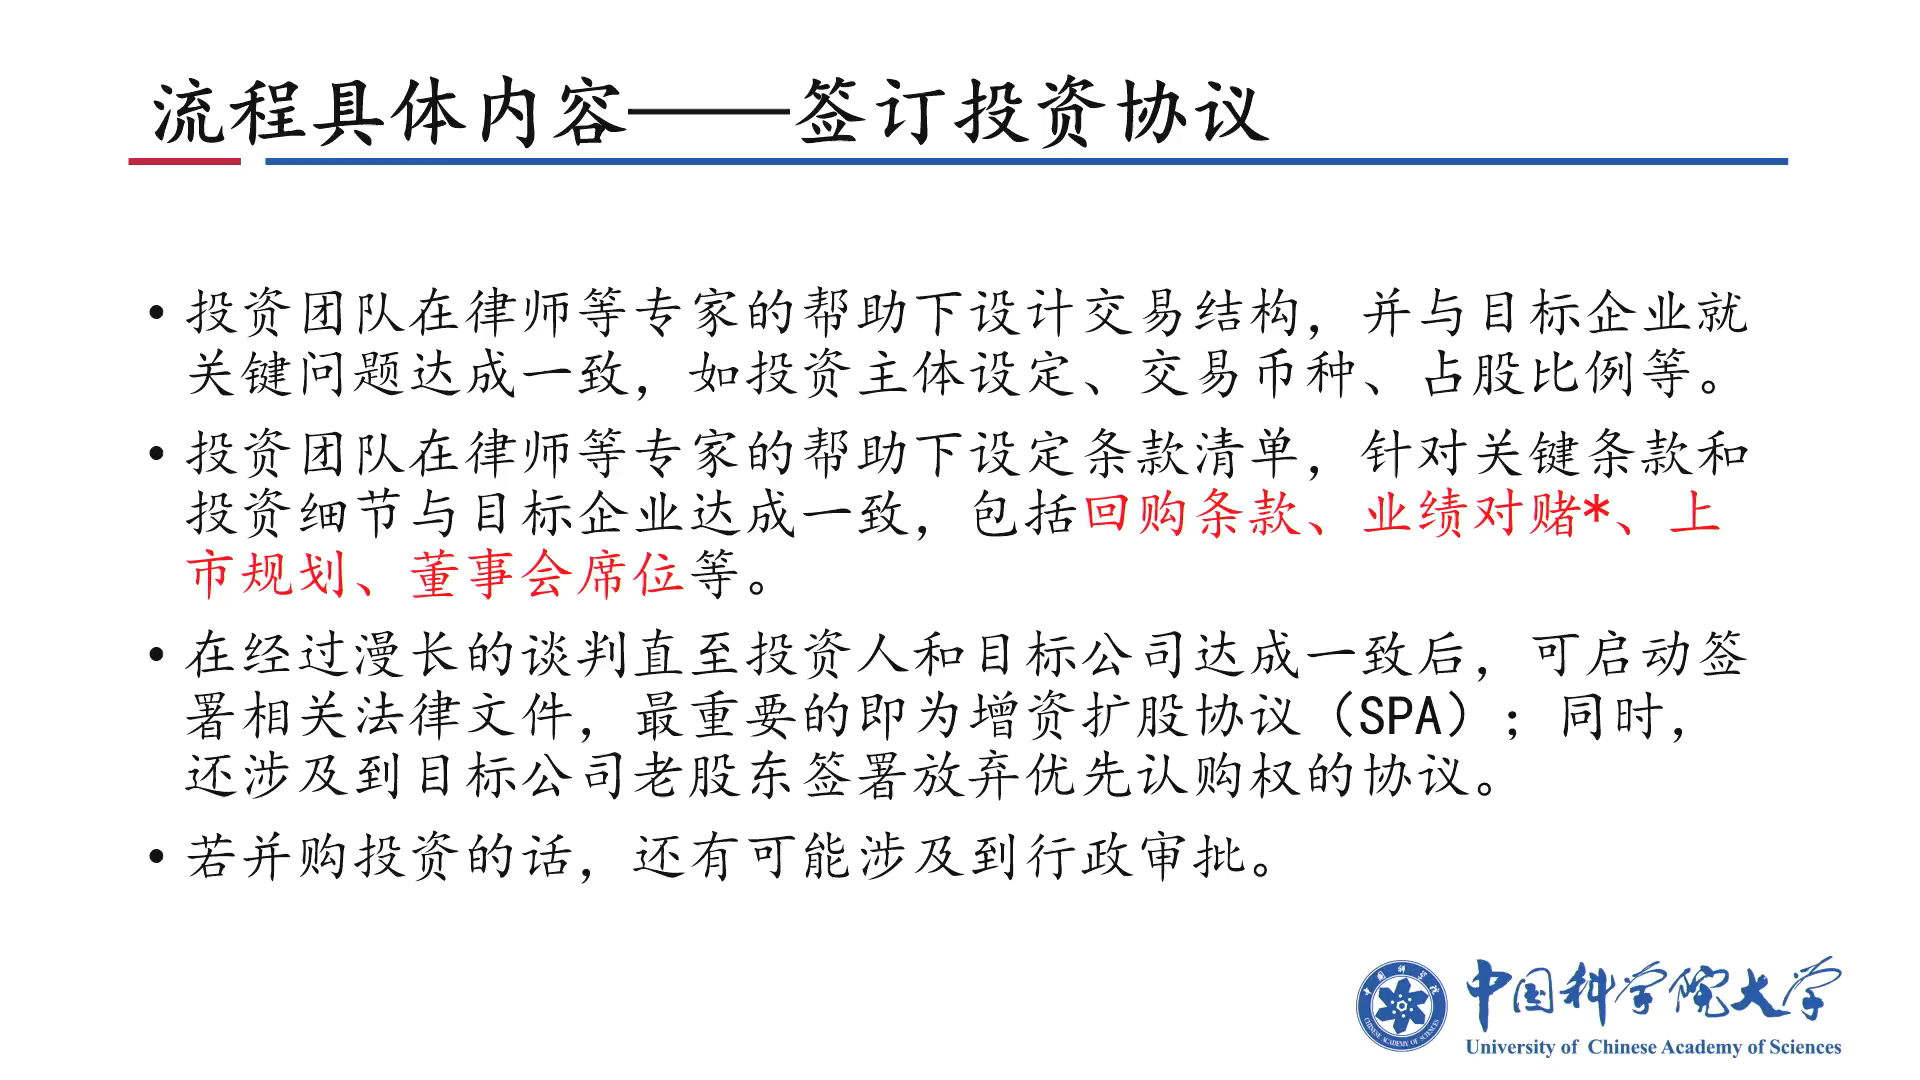 流程具体内容——签订投资协议
• 投资团队在律师等专家的帮助下设计交易结构，并与目标企业就
关键问题达成一致，如投资主体设定、交易币种、占股比例等。
• 投资团队在律师等专家的帮助下设定条款清单，针对关键条款和
投资细节与目标企业达成一致，包括回购条款、业绩对赌*、上
市规划、董事会席位等。
• 在经过漫长的谈判直至投资人和目标公司达成一致后，可启动签
署相关法律文件，最重要的即为增资扩股协议（SPA）；同时，
还涉及到目标公司老股东签署放弃优先认购权的协议。
• 若并购投资的话，还有可能涉及到行政审批。
中国科学院
CHINESE ACADEMY OF SCIENCES
中国科学院大学
University of Chinese Academy of Sciences